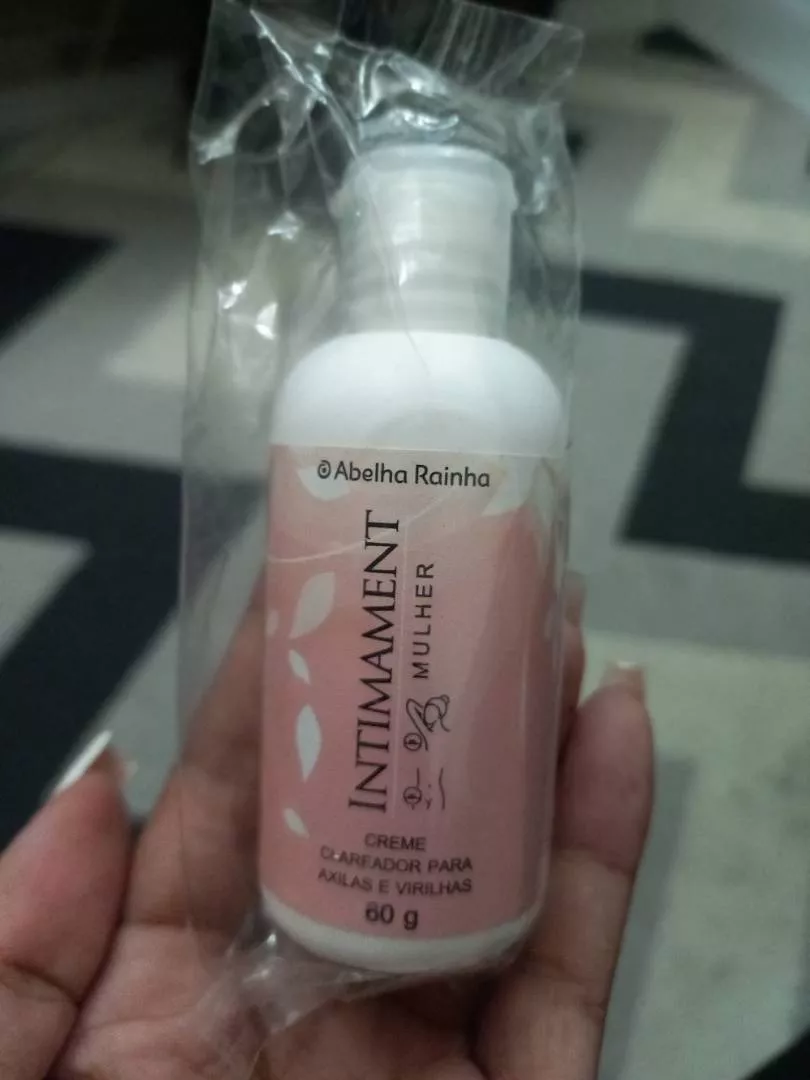 Abelha Rainha
INTIMAMENT
MULHER
CREME
CLAREADOR PARA
AXILAS E VIRILHAS
60 g